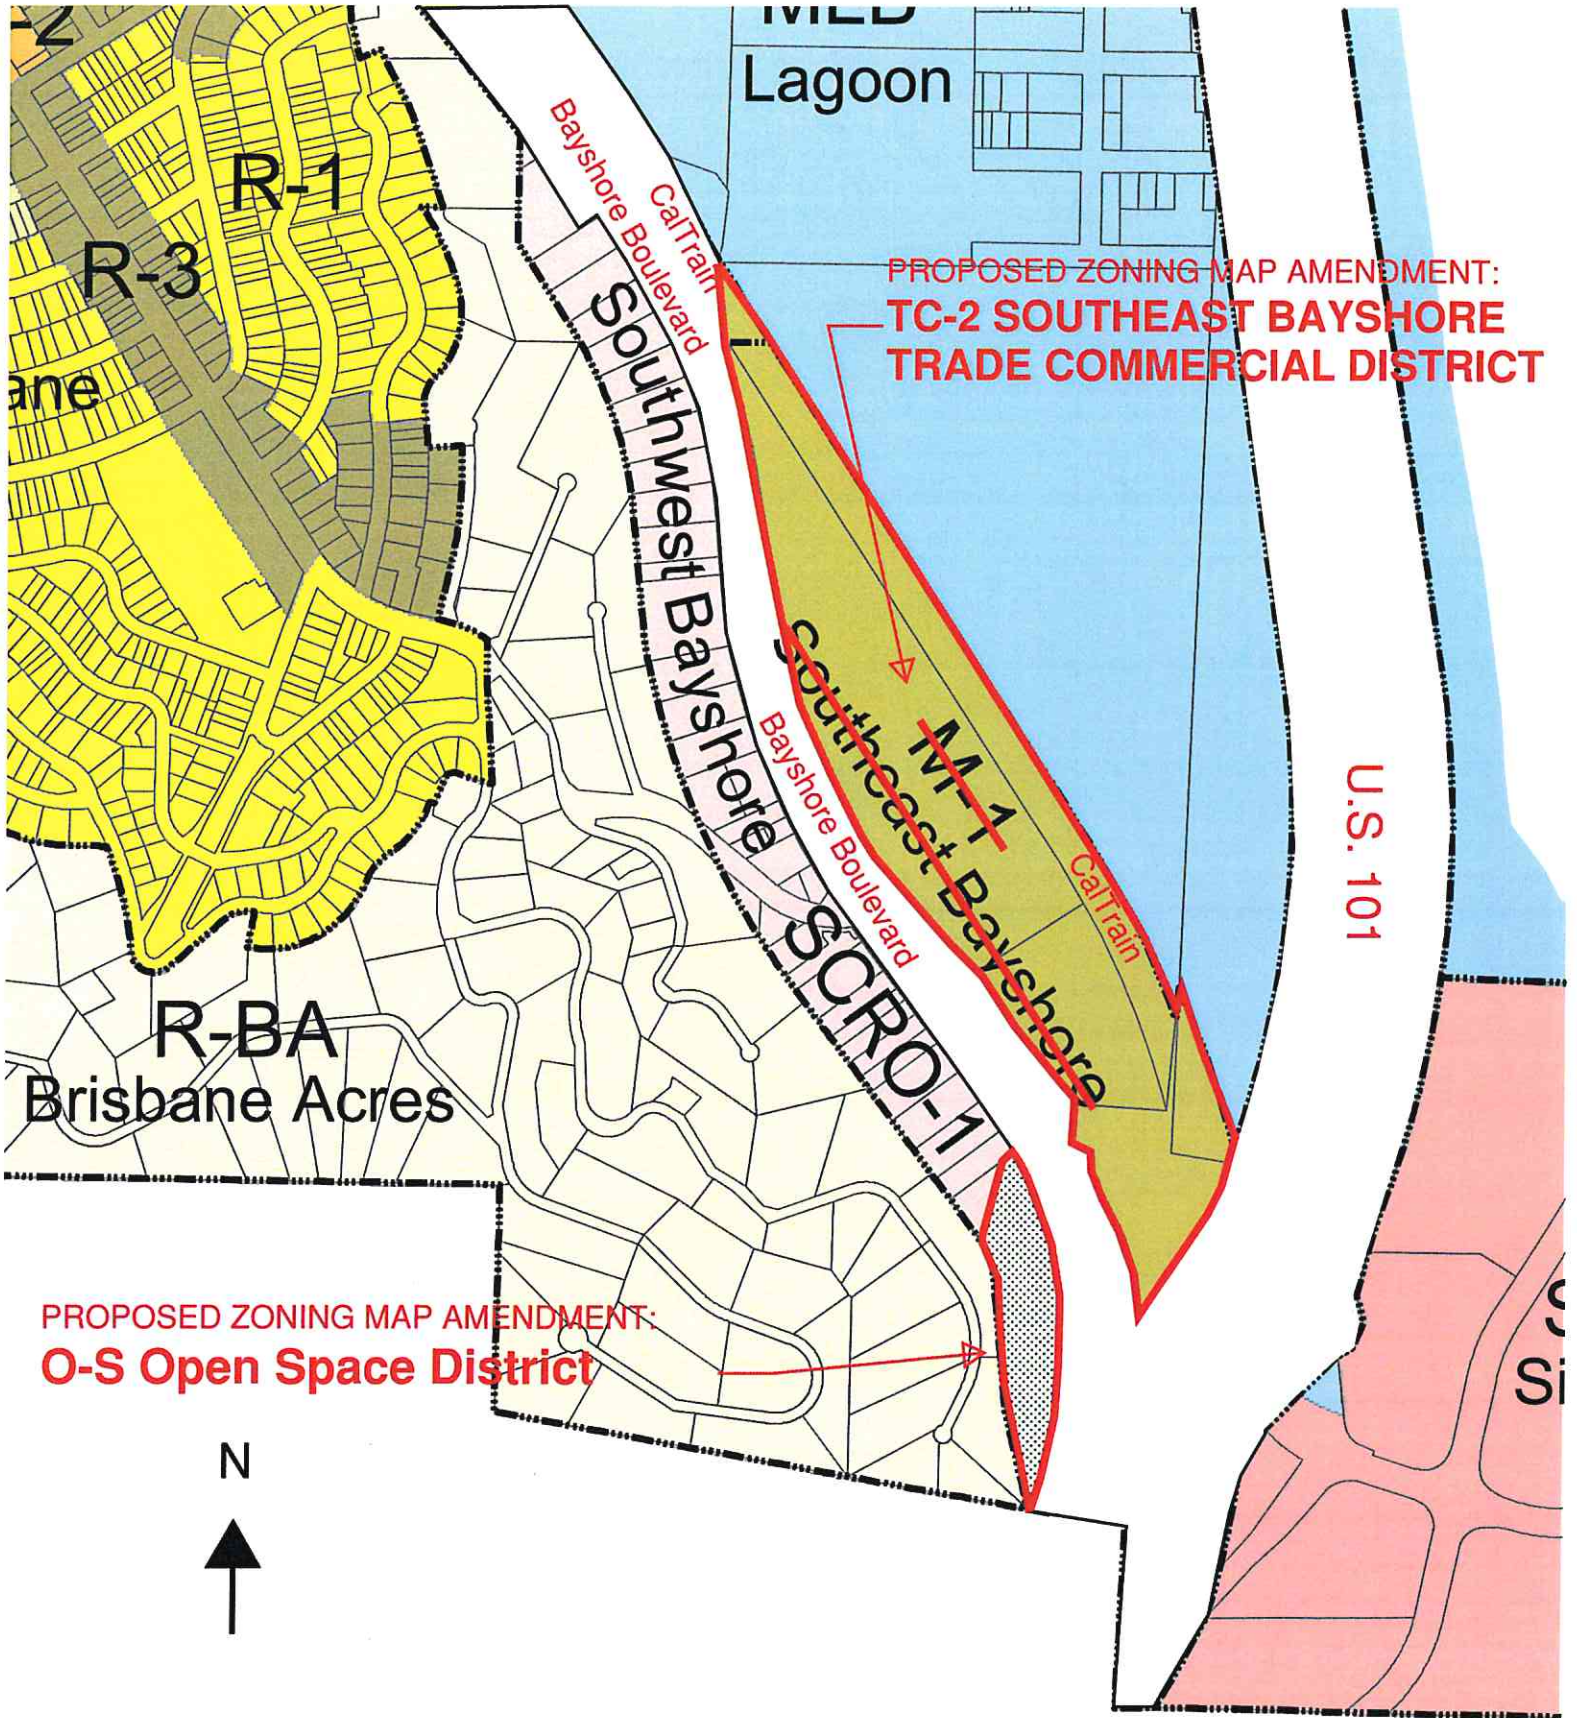 -2
MLB
Lagoon
R-1
R-3
ane
Bayshore Boulevard
CalTrain
PROPOSED ZONING MAP AMENDMENT:
TC-2 SOUTHEAST BAYSHORE
TRADE COMMERCIAL DISTRICT
Southwest Bayshore
SCRO-1
M-1
Southeast Bayshore
Bayshore Boulevard
CalTrain
U.S. 101
R-BA
Brisbane Acres
PROPOSED ZONING MAP AMENDMENT:
O-S Open Space District
S
Si
N